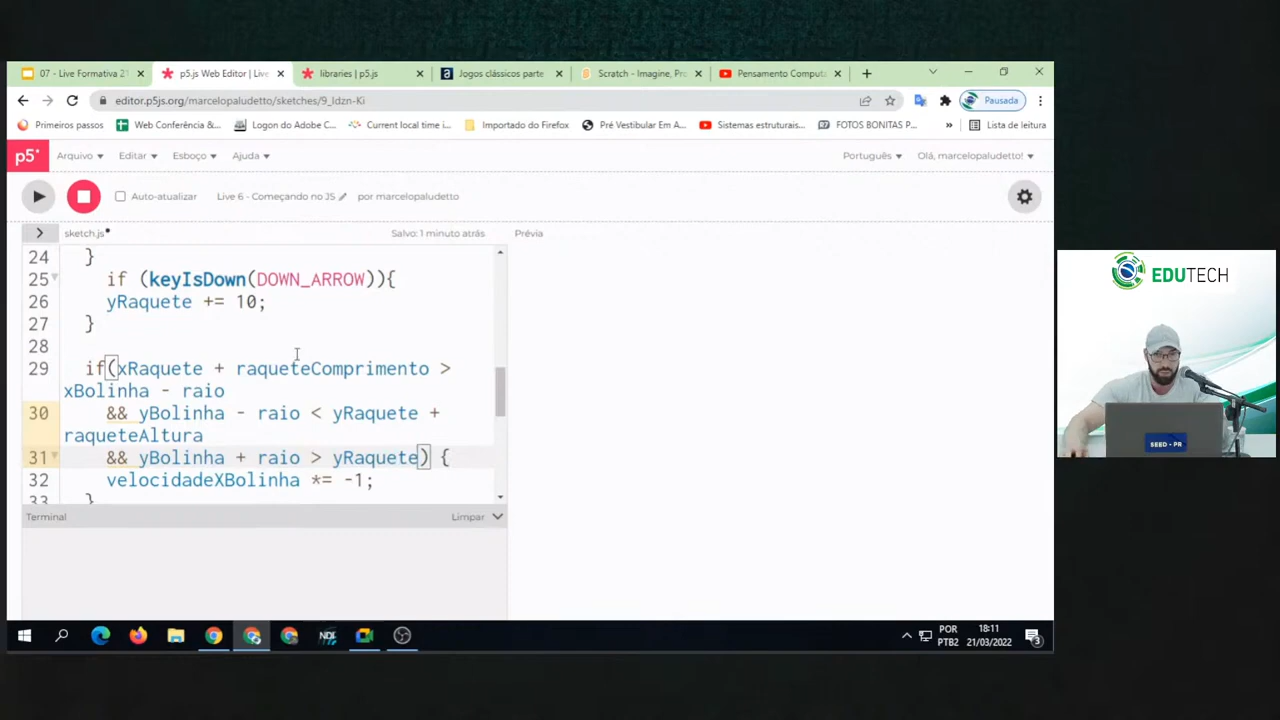 07 - Live Formativa 21
p5.js Web Editor | Live
libraries | p5.js
Jogos clássicos parte
Scratch - Imagine, Pro
Pensamento Computa
editor.p5js.org/marcelopaludetto/sketches/9_Idzn-Ki
Pausada
Primeiros passos
Web Conferência &...
Logon do Adobe C...
Current local time i...
Importado do Firefox
Pré Vestibular Em A...
Sistemas estruturais...
FOTOS BONITAS P...
»
Lista de leitura
p5*
Arquivo
Editar
Esboço
Ajuda
Português
Olá, marcelopaludetto!
Auto-atualizar
Live 6 - Começando no JS
por marcelopaludetto
sketch.js
Salvo: 1 minuto atrás
Prévia
24 }
25 if (keyIsDown(DOWN_ARROW)){
26 yRaquete += 10;
27 }
28
29 if(xRaquete + raqueteComprimento >
xBolinha - raio
30 && yBolinha - raio < yRaquete +
raqueteAltura
31 && yBolinha + raio > yRaquete) {
32 velocidadeXBolinha *= -1;
33 }
Terminal
Limpar
EDUTECH
SEED - PR
NDI
POR
PTB2
18:11
21/03/2022
3